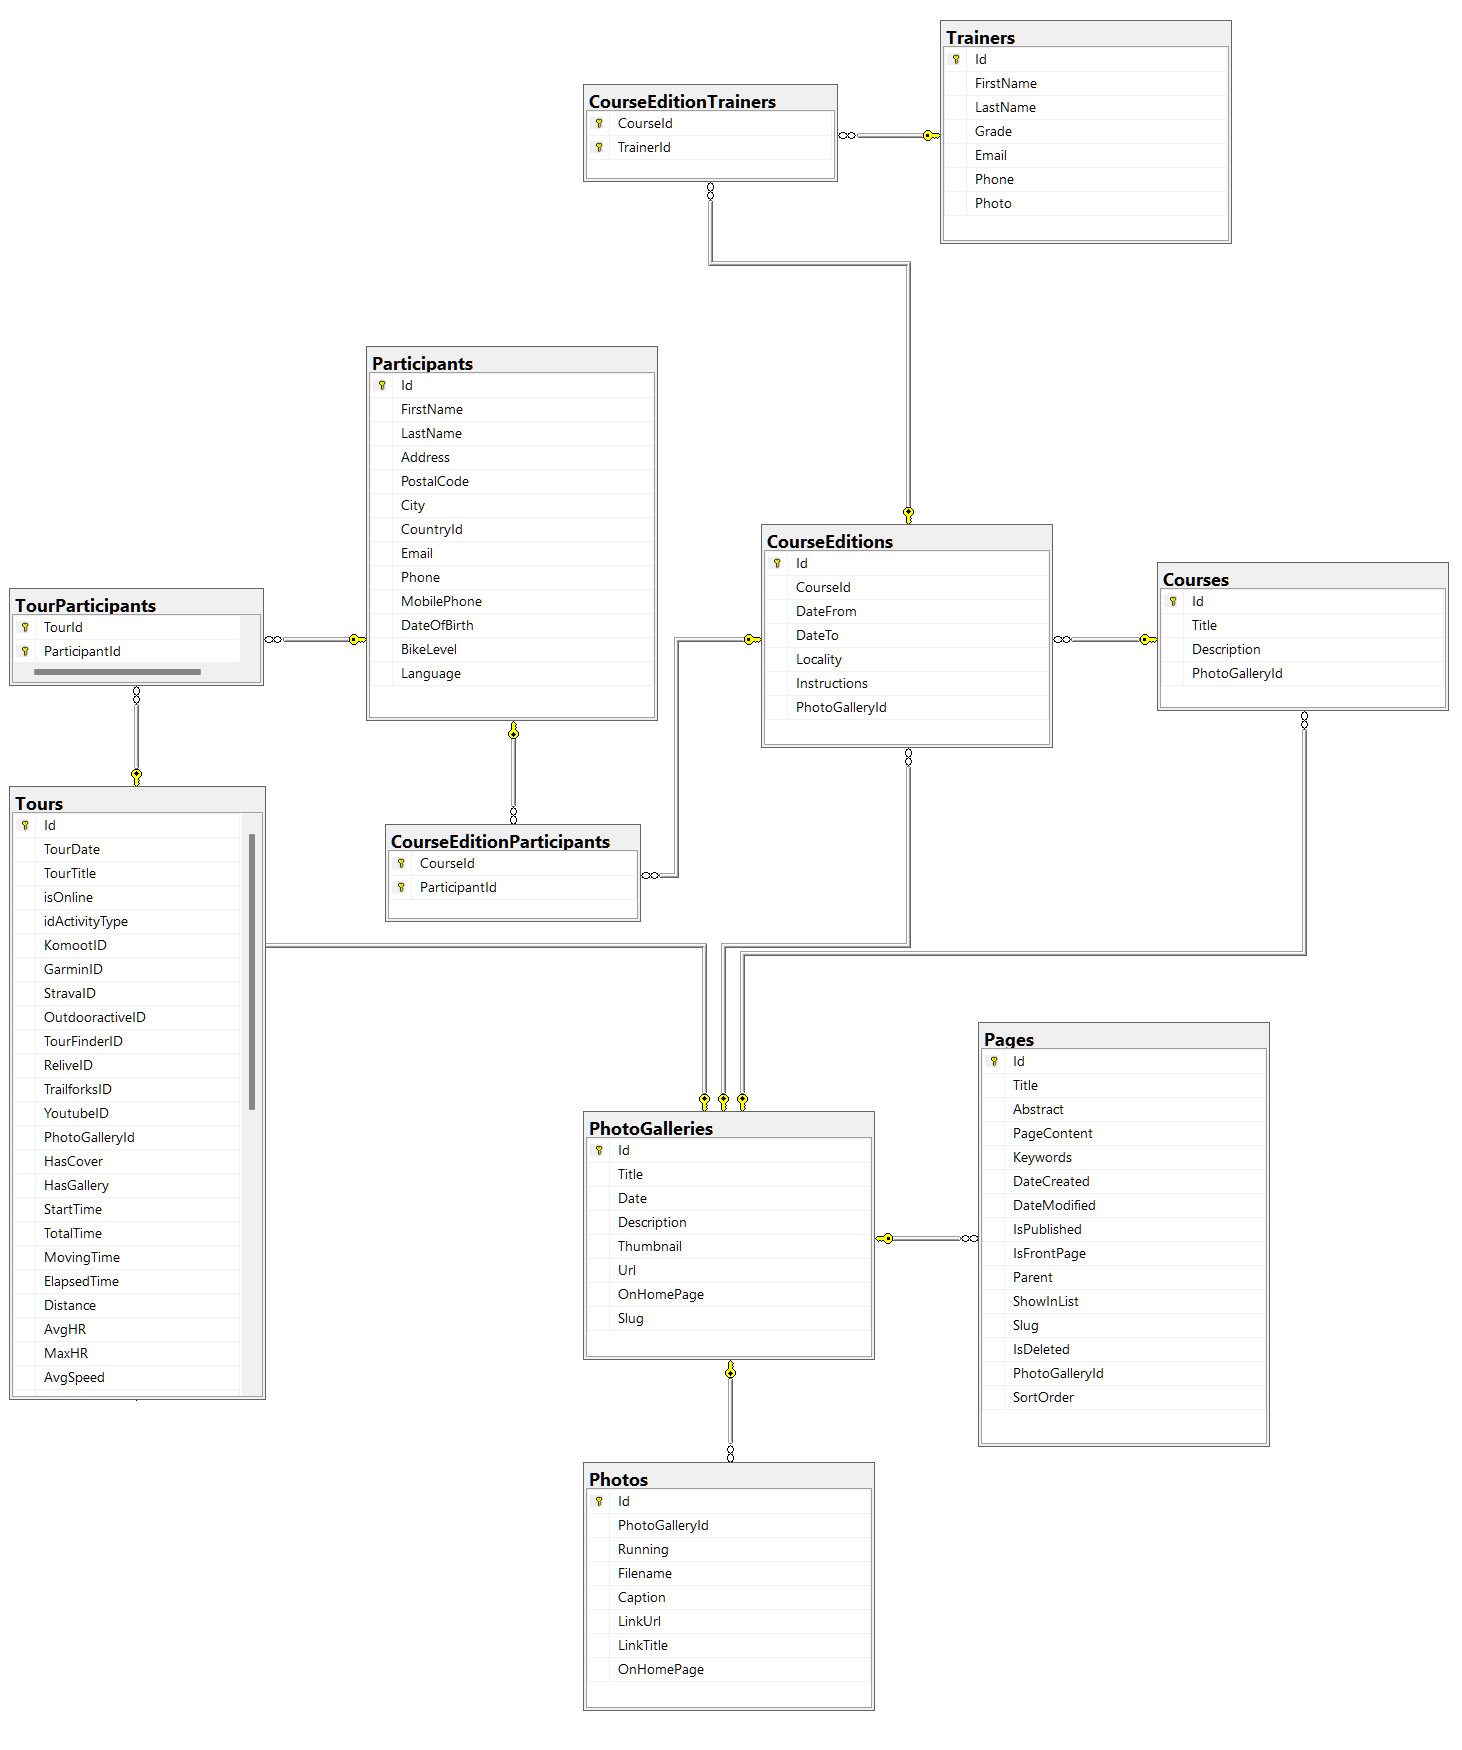 Trainers
Id
FirstName
LastName
Grade
Email
Phone
Photo
CourseEditionTrainers
CourseId
TrainerId
Participants
Id
FirstName
LastName
Address
PostalCode
City
CountryId
Email
Phone
MobilePhone
DateOfBirth
BikeLevel
Language
CourseEditions
Id
CourseId
DateFrom
DateTo
Locality
Instructions
PhotoGalleryId
Courses
Id
Title
Description
PhotoGalleryId
TourParticipants
TourId
ParticipantId
Tours
Id
TourDate
TourTitle
isOnline
idActivityType
KomootID
GarminID
StravaID
OutdooractiveID
TourFinderID
ReliveID
TrailforksID
YoutubeID
PhotoGalleryId
HasCover
HasGallery
StartTime
TotalTime
MovingTime
ElapsedTime
Distance
AvgHR
MaxHR
AvgSpeed
CourseEditionParticipants
CourseId
ParticipantId
PhotoGalleries
Id
Title
Date
Description
Thumbnail
Url
OnHomePage
Slug
Pages
Id
Title
Abstract
PageContent
Keywords
DateCreated
DateModified
IsPublished
IsFrontPage
Parent
ShowInList
Slug
IsDeleted
PhotoGalleryId
SortOrder
Photos
Id
PhotoGalleryId
Running
Filename
Caption
LinkUrl
LinkTitle
OnHomePage